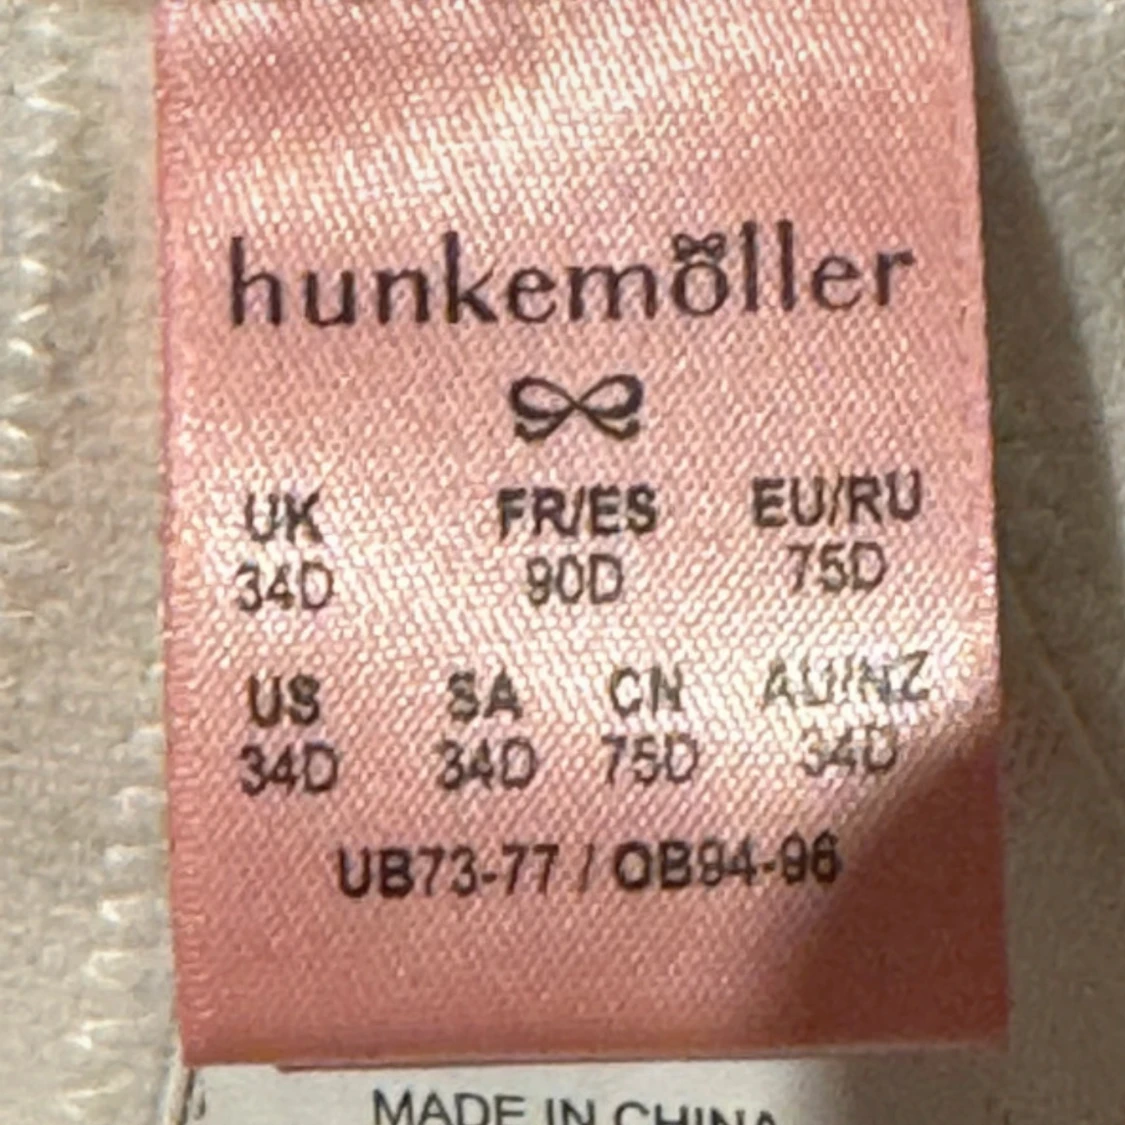 hunkemöller
UK FR/ES EU/RU
34D 90D 75D
US SA CN AU/NZ
34D 34D 75D 34D
UB73-77 / OB94-96
MADE IN CHINA